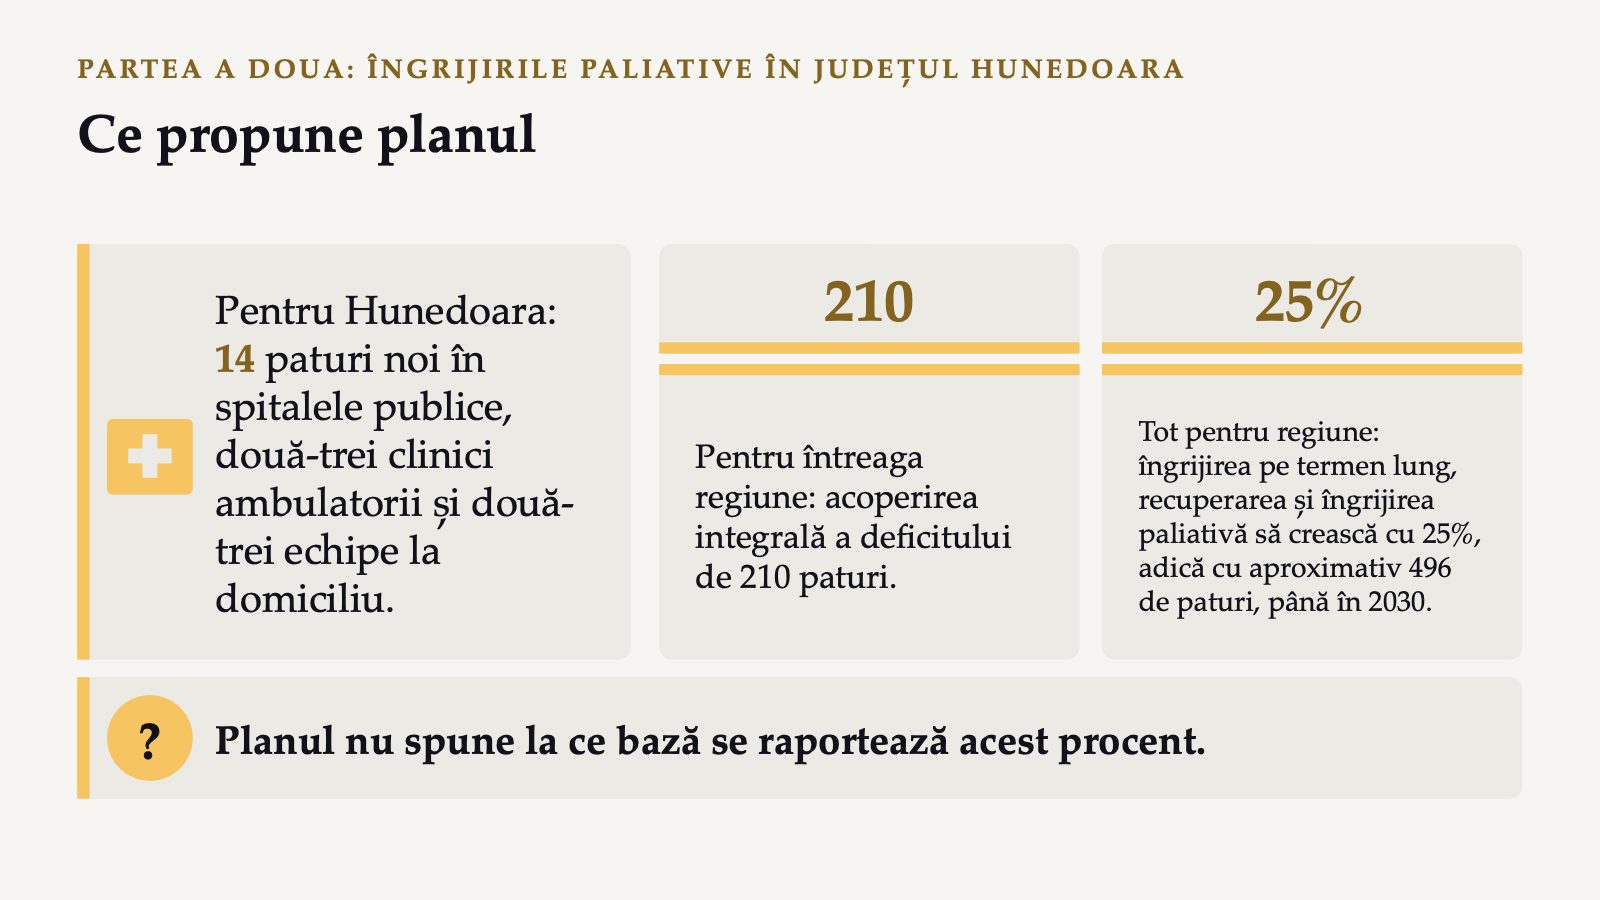 PARTEA A DOUA: ÎNGRIJIRILE PALIATIVE ÎN JUDEȚUL HUNEDOARA
Ce propune planul
Pentru Hunedoara:
14 paturi noi în
spitalele publice,
două-trei clinici
ambulatorii și două-
trei echipe la
domiciliu.
210
Pentru întreaga
regiune: acoperirea
integrală a deficitului
de 210 paturi.
25%
Tot pentru regiune:
îngrijirea pe termen lung,
recuperarea și îngrijirea
paliativă să crească cu 25%,
adică cu aproximativ 496
de paturi, până în 2030.
?
Planul nu spune la ce bază se raportează acest procent.